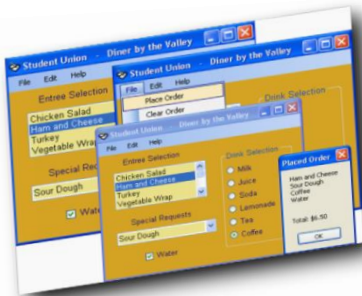 Student Union - Diner by the Valley
File Edit Help
Entree Selection
Chicken Salad
Ham and Cheese
Turkey
Vegetable Wrap
Special Requests
Sour Dough
Water
Student Union - Diner by the Valley
File Edit Help
Place Order
Clear Order
Drink Selection
Student Union - Diner by the Valley
File Edit Help
Entree Selection
Chicken Salad
Ham and Cheese
Turkey
Vegetable Wrap
Special Requests
Sour Dough
Water
Drink Selection
Milk
Juice
Soda
Lemonade
Tea
Coffee
Placed Order
Ham and Cheese
Sour Dough
Coffee
Water
Total: $6.50
OK